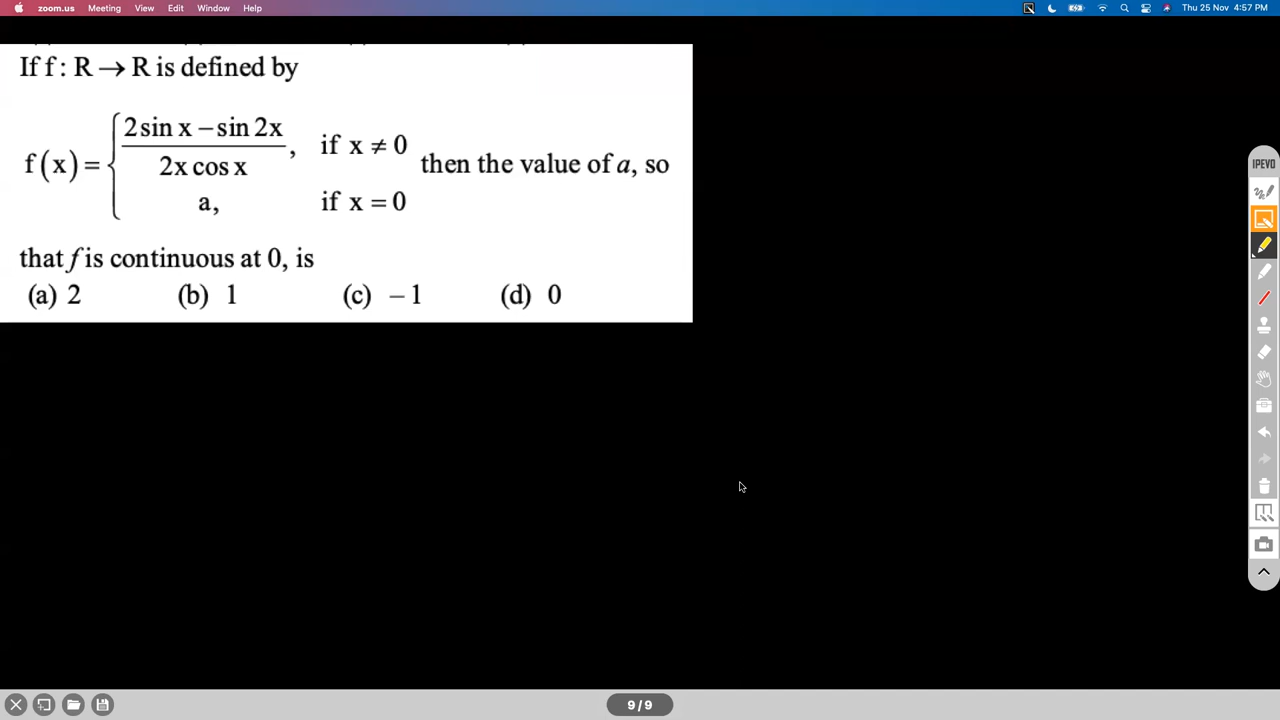 zoom.us Meeting View Edit Window Help Thu 25 Nov 4:57 PM
If f : R → R is defined by
f(x) = { (2 sin x – sin 2x) / (2x cos x), if x ≠ 0
a, if x = 0
then the value of a, so
that f is continuous at 0, is
(a) 2 (b) 1 (c) – 1 (d) 0
IPEVO
9 / 9